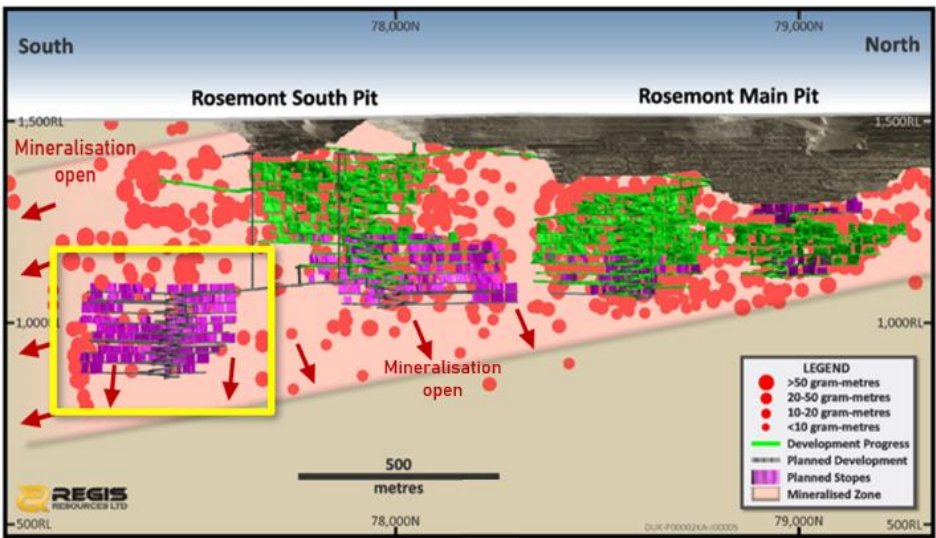 78,000N
79,000N
South
North
Rosemont South Pit
Rosemont Main Pit
1,500RL
1,500RL
Mineralisation
open
1,000RL
1,000RL
Mineralisation
open
LEGEND
>50 gram-metres
20-50 gram-metres
10-20 gram-metres
<10 gram-metres
Development Progress
Planned Development
Planned Stopes
Mineralised Zone
500
metres
REGIS
RESOURCES LTD
500RL
78,000N
79,000N
500RL